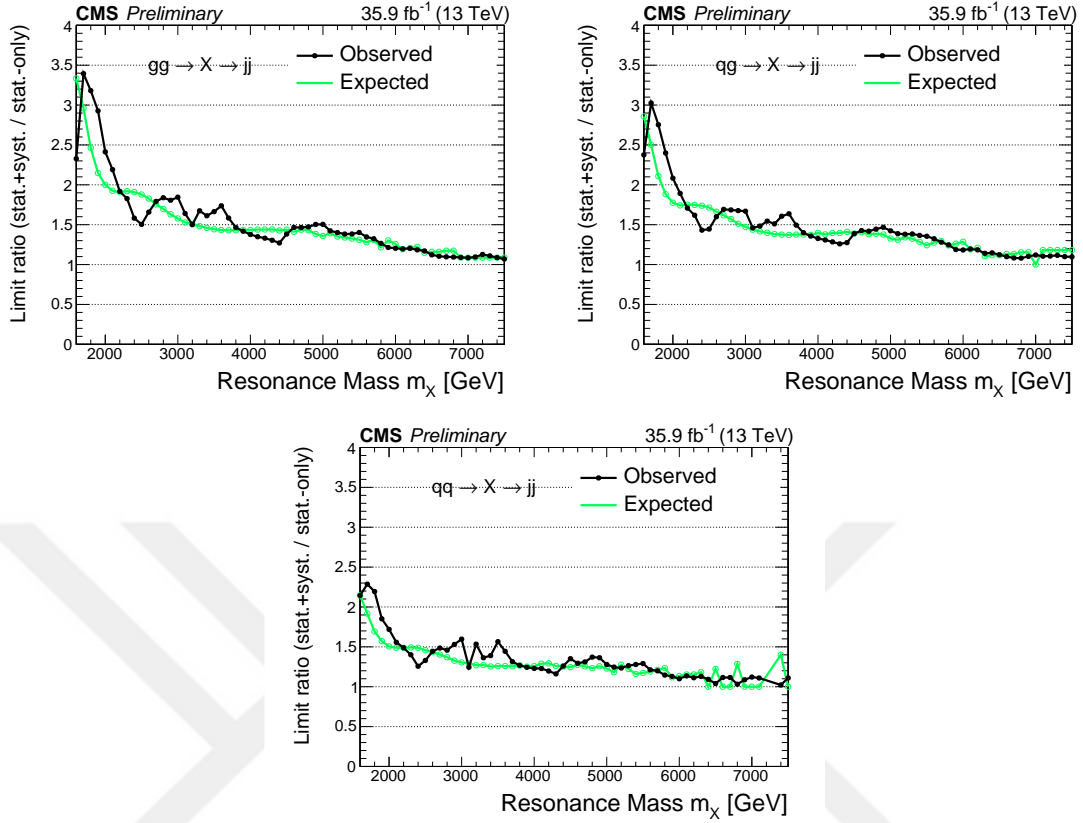 CMS Preliminary 35.9 fb⁻¹ (13 TeV)
Limit ratio (stat.+syst. / stat.-only)
4
3.5
3
2.5
2
1.5
1
0.5
0
gg → X → jj
Observed
Expected
2000 3000 4000 5000 6000 7000
Resonance Mass m_X [GeV]
CMS Preliminary 35.9 fb⁻¹ (13 TeV)
Limit ratio (stat.+syst. / stat.-only)
4
3.5
3
2.5
2
1.5
1
0.5
0
qg → X → jj
Observed
Expected
2000 3000 4000 5000 6000 7000
Resonance Mass m_X [GeV]
CMS Preliminary 35.9 fb⁻¹ (13 TeV)
Limit ratio (stat.+syst. / stat.-only)
4
3.5
3
2.5
2
1.5
1
0.5
0
qq → X → jj
Observed
Expected
2000 3000 4000 5000 6000 7000
Resonance Mass m_X [GeV]